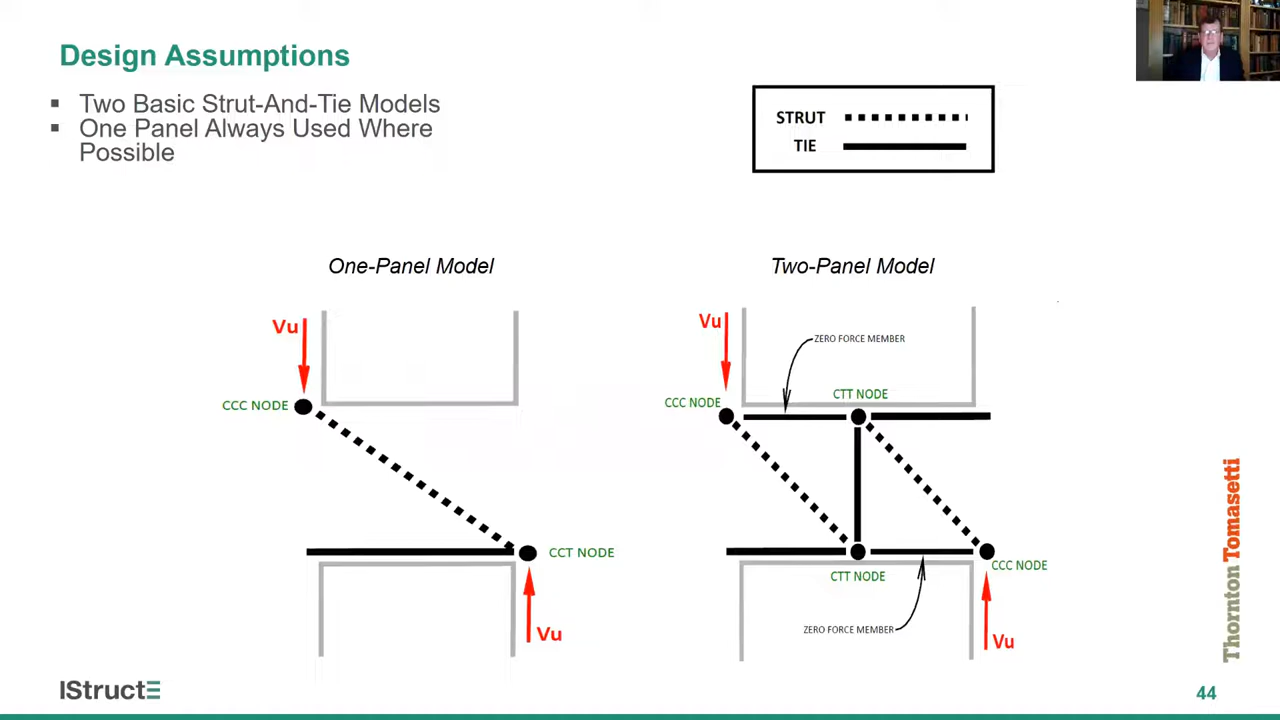 Design Assumptions
▪ Two Basic Strut-And-Tie Models
▪ One Panel Always Used Where
Possible
STRUT
TIE
One-Panel Model
Vu
CCC NODE
CCT NODE
Vu
Two-Panel Model
Vu
ZERO FORCE MEMBER
CCC NODE
CTT NODE
CCC NODE
CTT NODE
ZERO FORCE MEMBER
Vu
Thornton Tomasetti
IStructE
44